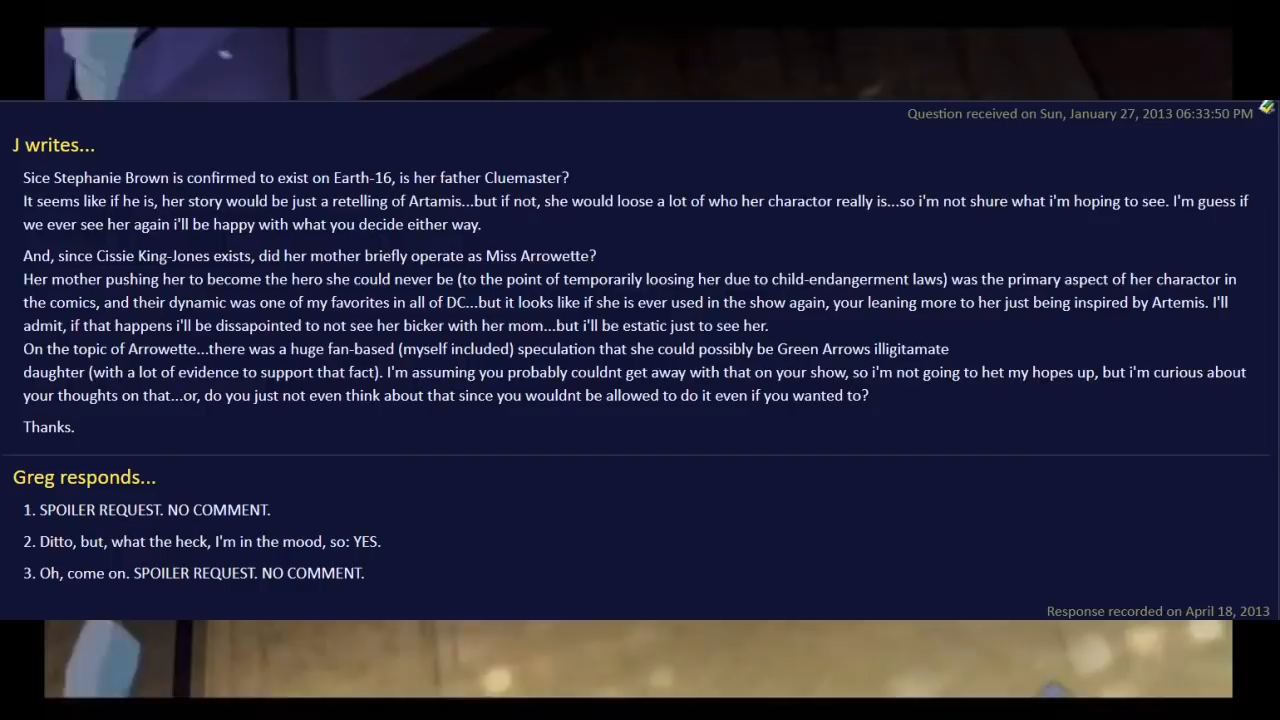 Question received on Sun, January 27, 2013 06:33:50 PM
J writes...
Sice Stephanie Brown is confirmed to exist on Earth-16, is her father Cluemaster?
It seems like if he is, her story would be just a retelling of Artamis...but if not, she would loose a lot of who her charactor really is...so i'm not shure what i'm hoping to see. I'm guess if
we ever see her again i'll be happy with what you decide either way.
And, since Cissie King-Jones exists, did her mother briefly operate as Miss Arrowette?
Her mother pushing her to become the hero she could never be (to the point of temporarily loosing her due to child-endangerment laws) was the primary aspect of her charactor in
the comics, and their dynamic was one of my favorites in all of DC...but it looks like if she is ever used in the show again, your leaning more to her just being inspired by Artemis. I'll
admit, if that happens i'll be dissapointed to not see her bicker with her mom...but i'll be estatic just to see her.
On the topic of Arrowette...there was a huge fan-based (myself included) speculation that she could possibly be Green Arrows illigitamate
daughter (with a lot of evidence to support that fact). I'm assuming you probably couldnt get away with that on your show, so i'm not going to het my hopes up, but i'm curious about
your thoughts on that...or, do you just not even think about that since you wouldnt be allowed to do it even if you wanted to?
Thanks.
Greg responds...
1. SPOILER REQUEST. NO COMMENT.
2. Ditto, but, what the heck, I'm in the mood, so: YES.
3. Oh, come on. SPOILER REQUEST. NO COMMENT.
Response recorded on April 18, 2013